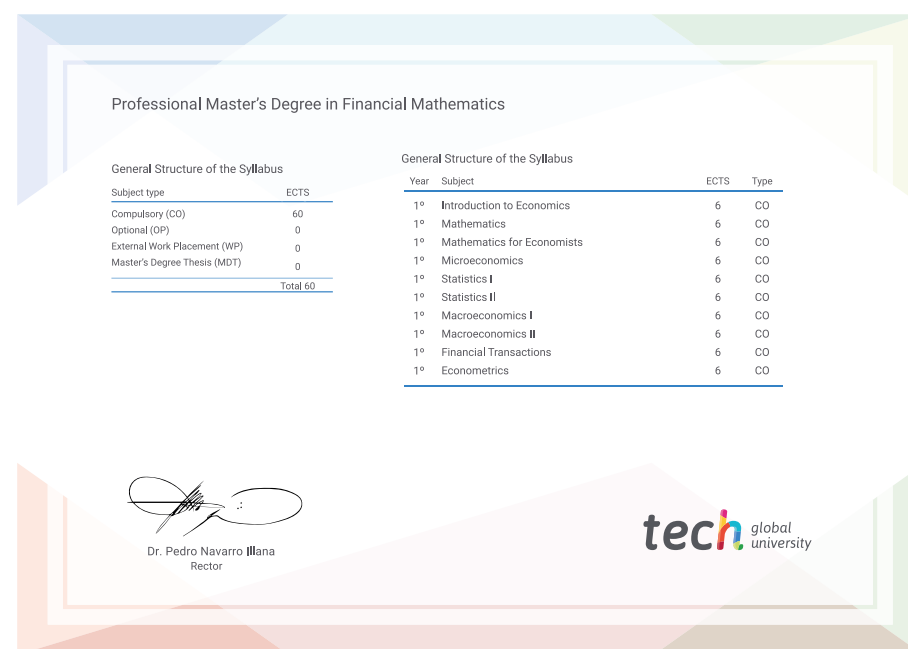 Professional Master's Degree in Financial Mathematics
General Structure of the Syllabus
Subject type ECTS
Compulsory (CO) 60
Optional (OP) 0
External Work Placement (WP) 0
Master's Degree Thesis (MDT) 0
Total 60
General Structure of the Syllabus
Year Subject ECTS Type
1º Introduction to Economics 6 CO
1º Mathematics 6 CO
1º Mathematics for Economists 6 CO
1º Microeconomics 6 CO
1º Statistics I 6 CO
1º Statistics II 6 CO
1º Macroeconomics I 6 CO
1º Macroeconomics II 6 CO
1º Financial Transactions 6 CO
1º Econometrics 6 CO
Dr. Pedro Navarro Illana
Rector
tech global
university